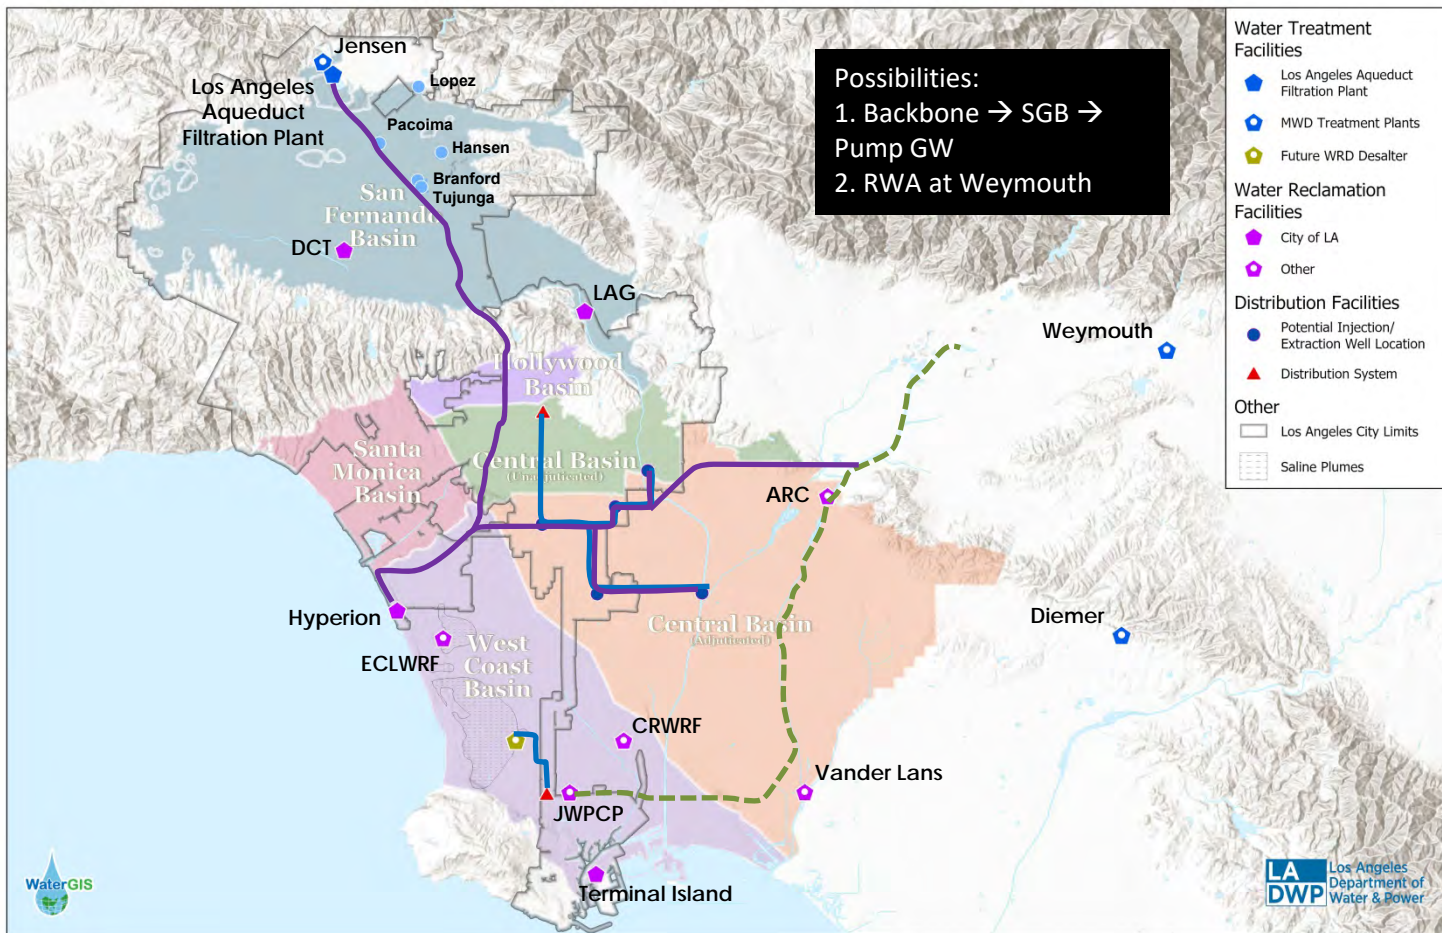 Jensen
Los Angeles
Aqueduct
Filtration Plant
Lopez
Pacoima
Hansen
Branford
Tujunga
San
Fernando
Basin
DCT
LAG
Possibilities:
1. Backbone → SGB →
Pump GW
2. RWA at Weymouth
Weymouth
Hollywood
Basin
Santa
Monica
Basin
Central Basin
(Unadjudicated)
ARC
Hyperion
ECLWRF
West
Coast
Basin
Central Basin
(Adjudicated)
Diemer
CRWRF
Vander Lans
JWPCP
Terminal Island
Water Treatment
Facilities
Los Angeles Aqueduct
Filtration Plant
MWD Treatment Plants
Future WRD Desalter
Water Reclamation
Facilities
City of LA
Other
Distribution Facilities
Potential Injection/
Extraction Well Location
Distribution System
Other
Los Angeles City Limits
Saline Plumes
WaterGIS
LA
DWP
Los Angeles
Department of
Water & Power